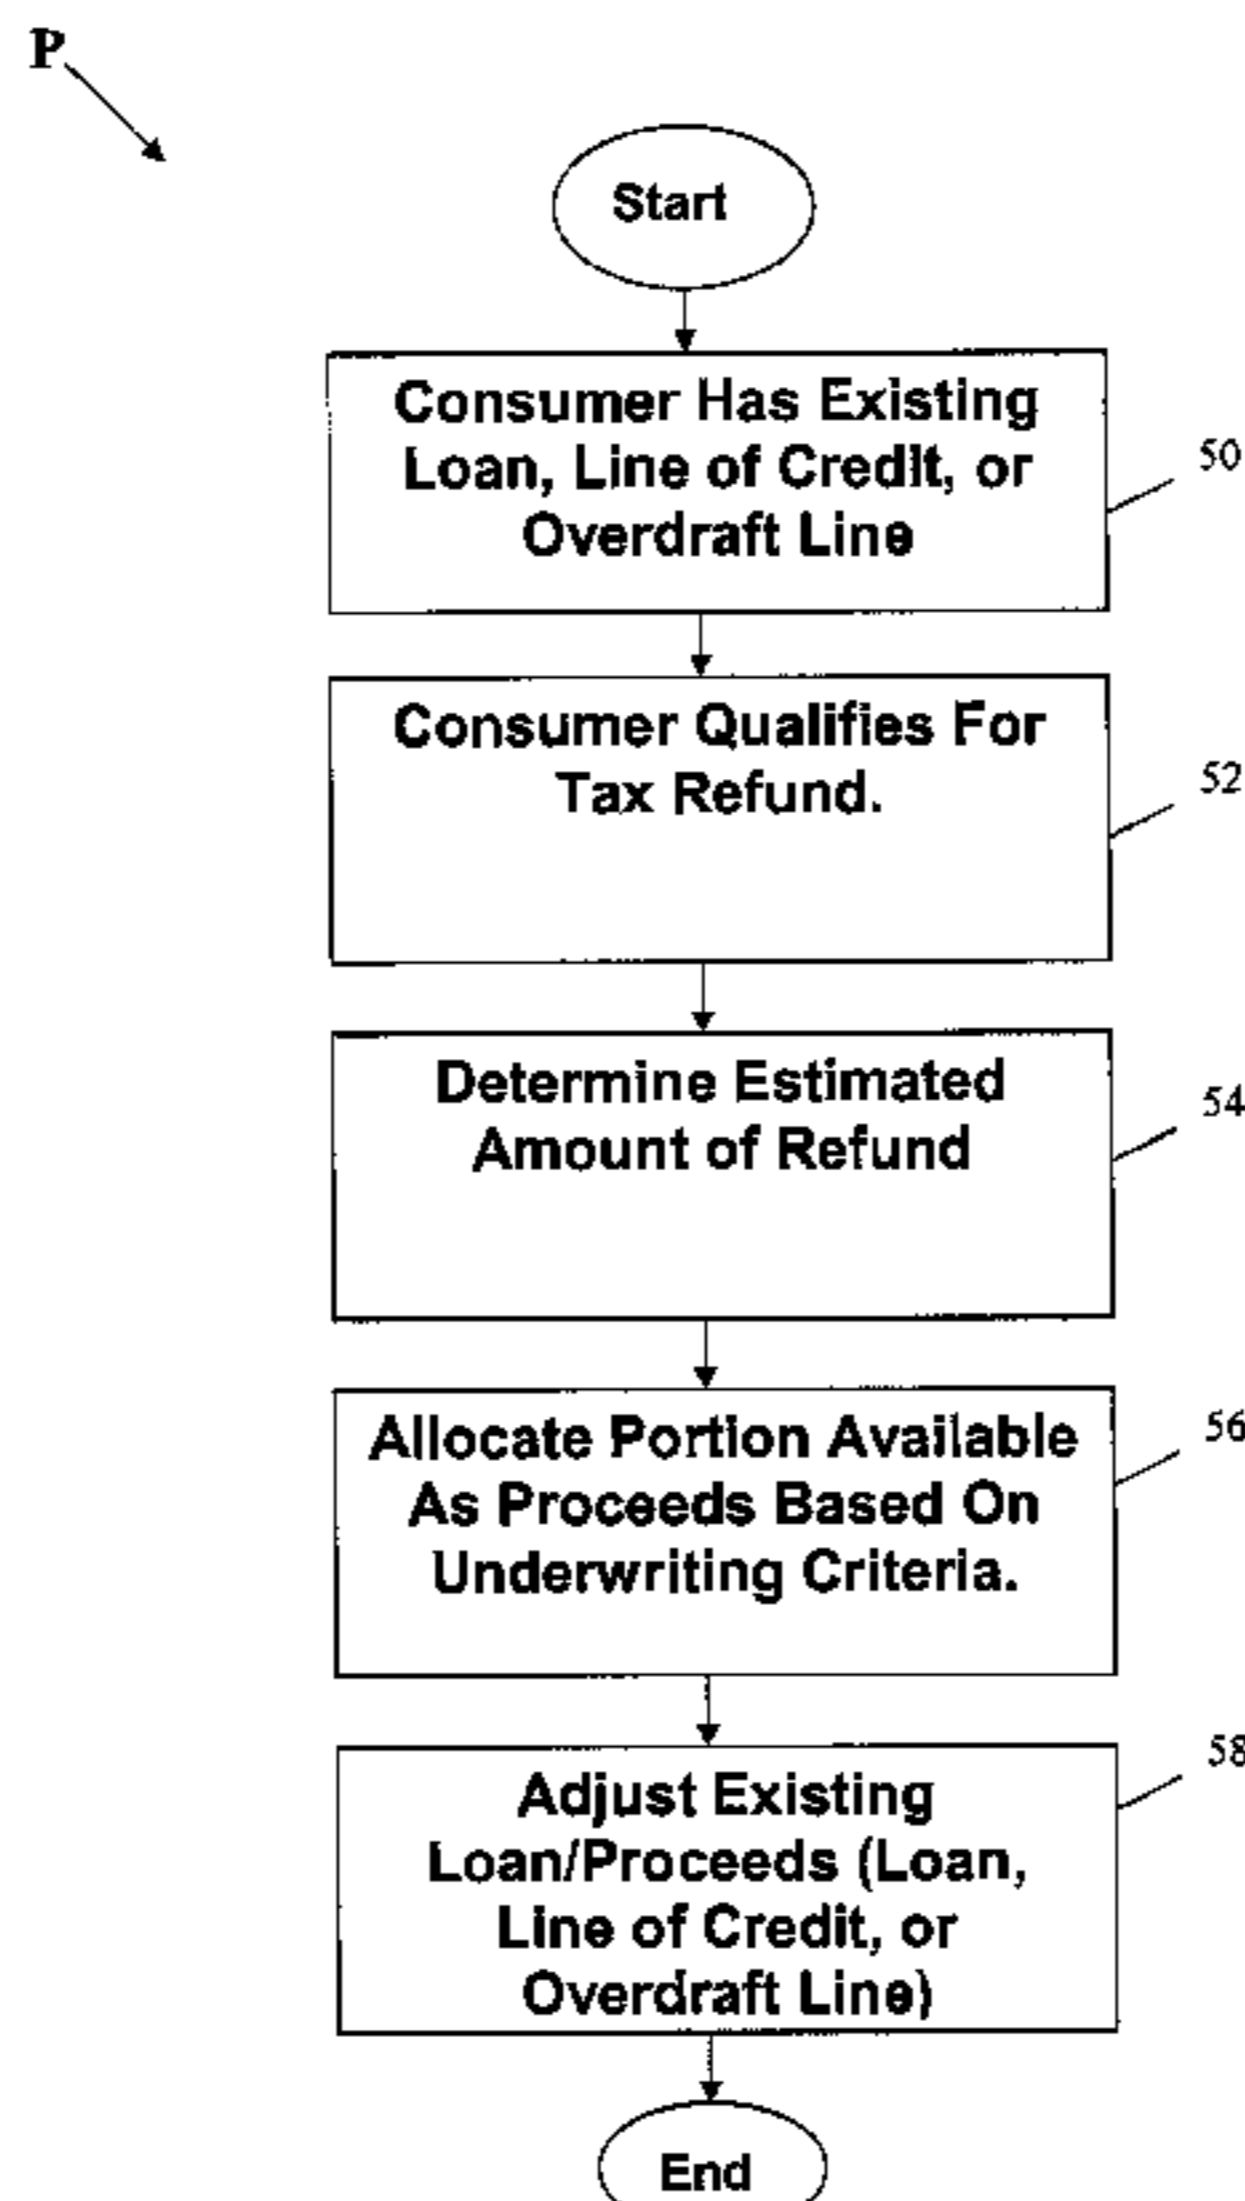 P
Start
Consumer Has Existing
Loan, Line of Credit, or
Overdraft Line
50
Consumer Qualifies For
Tax Refund.
52
Determine Estimated
Amount of Refund
54
Allocate Portion Available
As Proceeds Based On
Underwriting Criteria.
56
Adjust Existing
Loan/Proceeds (Loan,
Line of Credit, or
Overdraft Line)
58
End